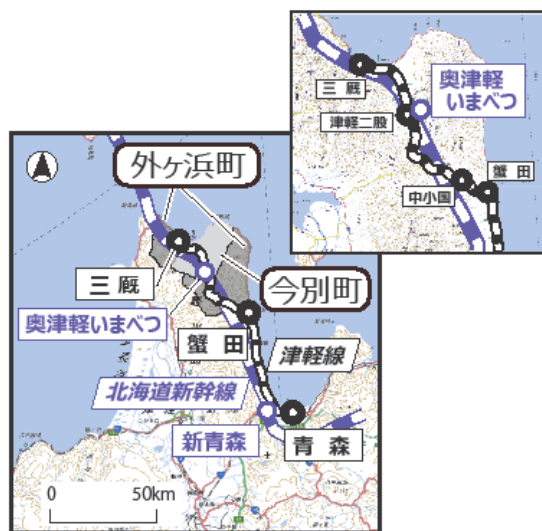 三厩
奥津軽
いまべつ
津軽二股
蟹田
中小国
外ヶ浜町
三厩
今別町
奥津軽いまべつ
蟹田
津軽線
北海道新幹線
新青森
青森
0
50km